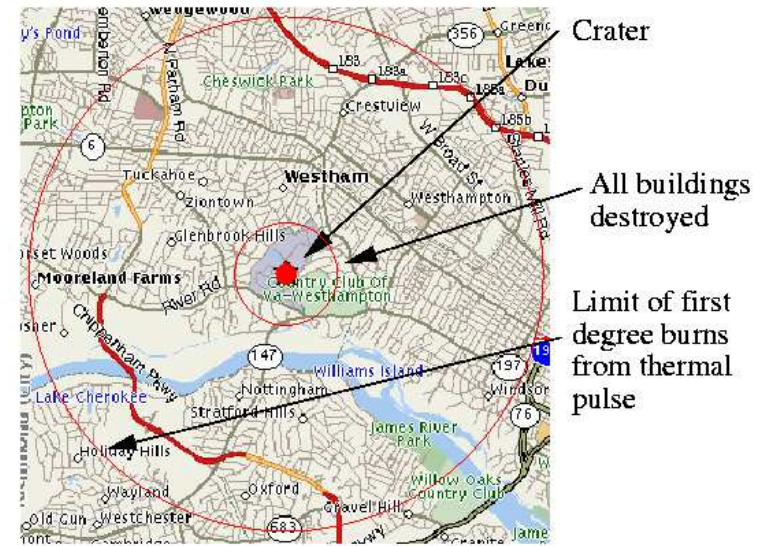 Wedgewood
356
Crater
N Parham Rd
183
183a
183c
185a
185b
Cheswick Park
Crestview
6
W Broad St
Staples Mill Rd
Tuckahoe
Westham
Ziontown
Westhampton
All buildings
destroyed
Glenbrook Hills
Mooreland Farms
River Rd
Country Club Of
Va-Westhampton
Chippenham Pkwy
Limit of first
degree burns
from thermal
pulse
147
Williams Island
197
Lake Cherokee
Nottingham
Stratford Hills
76
James River
Park
Holiday Hills
Willow Oaks
Country Club
Wayland
Oxford
Gravel Hill
Old Gun
Westchester
683